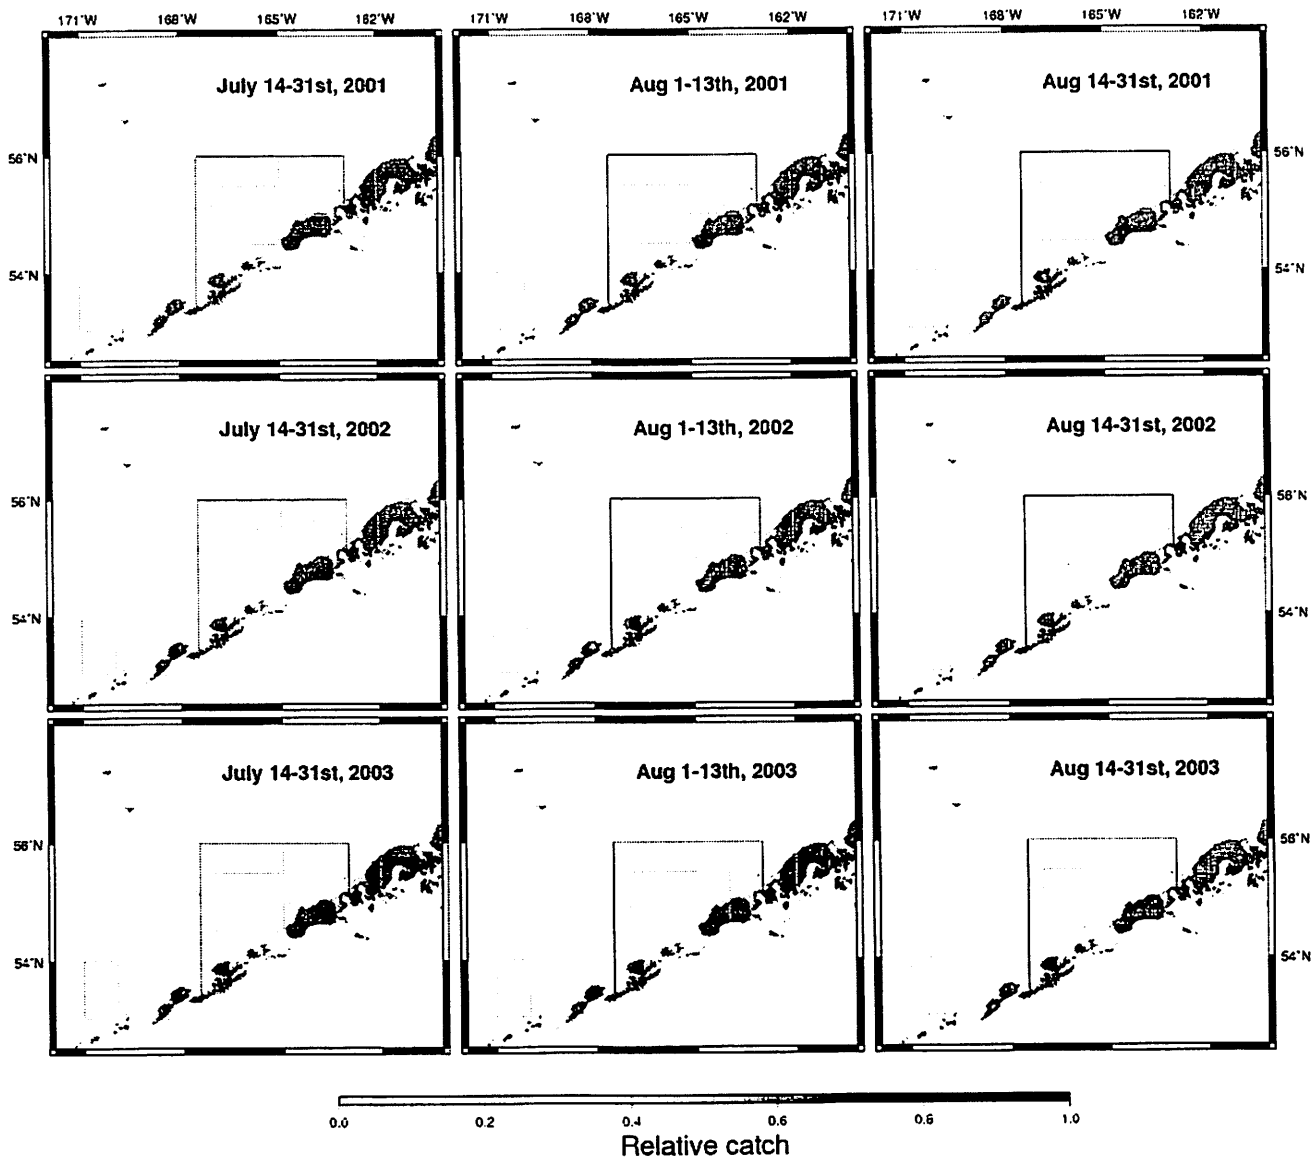 171°W 168°W 165°W 162°W 171°W 168°W 165°W 162°W 171°W 168°W 165°W 162°W
July 14-31st, 2001 Aug 1-13th, 2001 Aug 14-31st, 2001
56°N 56°N
54°N 54°N
July 14-31st, 2002 Aug 1-13th, 2002 Aug 14-31st, 2002
56°N 56°N
54°N 54°N
July 14-31st, 2003 Aug 1-13th, 2003 Aug 14-31st, 2003
56°N 56°N
54°N 54°N
0.0 0.2 0.4 0.6 0.8 1.0
Relative catch